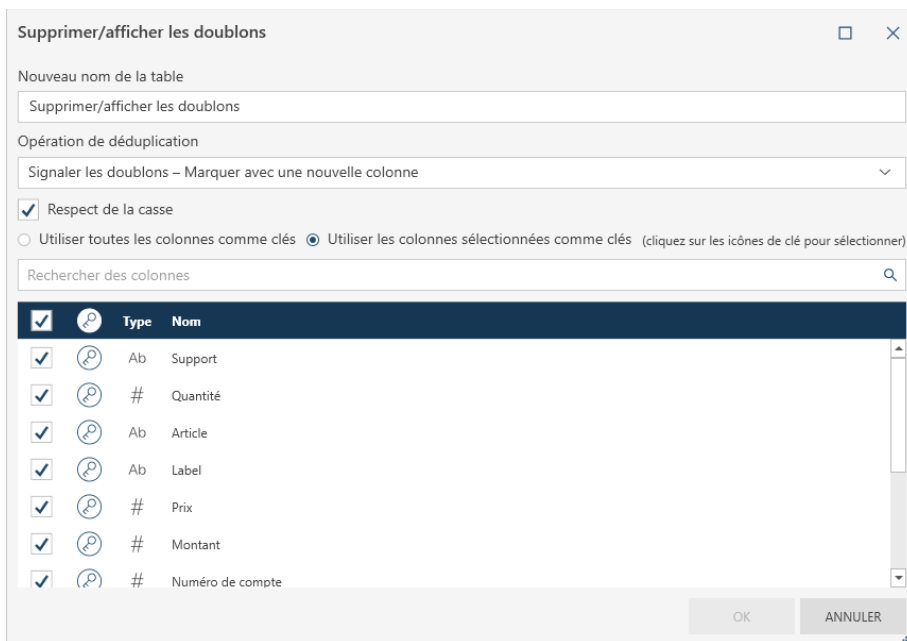 Supprimer/afficher les doublons
Nouveau nom de la table
Supprimer/afficher les doublons
Opération de déduplication
Signaler les doublons – Marquer avec une nouvelle colonne
Respect de la casse
Utiliser toutes les colonnes comme clés Utiliser les colonnes sélectionnées comme clés (cliquez sur les icônes de clé pour sélectionner)
Rechercher des colonnes
Type Nom
Ab Support
# Quantité
Ab Article
Ab Label
# Prix
# Montant
# Numéro de compte
OK ANNULER